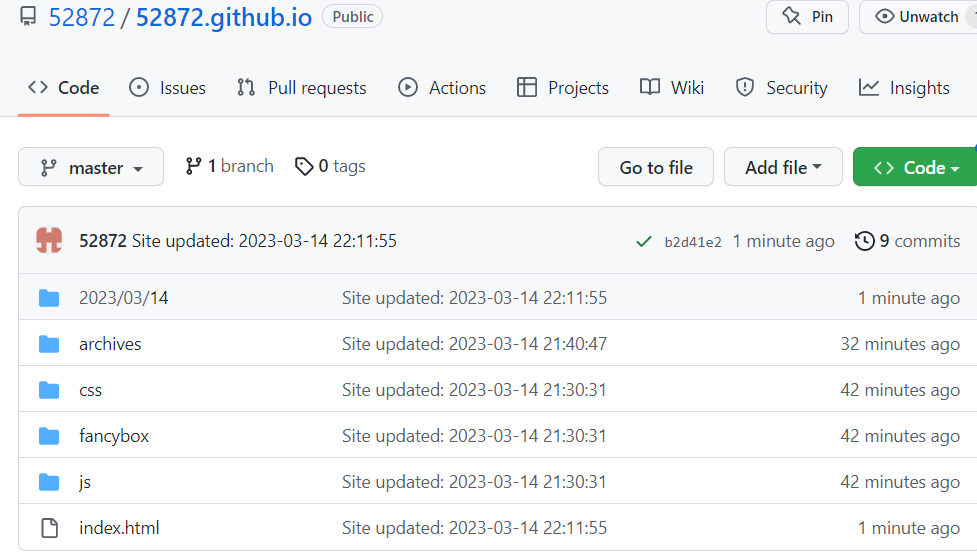 52872 / 52872.github.io Public Pin Unwatch
Code Issues Pull requests Actions Projects Wiki Security Insights
master 1 branch 0 tags Go to file Add file Code
52872 Site updated: 2023-03-14 22:11:55 b2d41e2 1 minute ago 9 commits
2023/03/14 Site updated: 2023-03-14 22:11:55 1 minute ago
archives Site updated: 2023-03-14 21:40:47 32 minutes ago
css Site updated: 2023-03-14 21:30:31 42 minutes ago
fancybox Site updated: 2023-03-14 21:30:31 42 minutes ago
js Site updated: 2023-03-14 21:30:31 42 minutes ago
index.html Site updated: 2023-03-14 22:11:55 1 minute ago